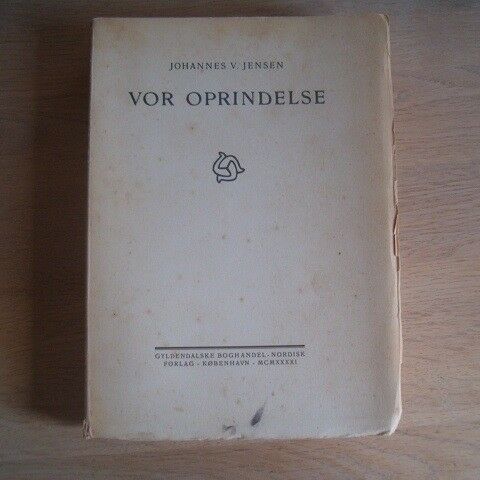 JOHANNES V. JENSEN
VOR OPRINDELSE
GYLDENDALSKE BOGHANDEL - NORDISK
FORLAG - KØBENHAVN - MCMXXXXI